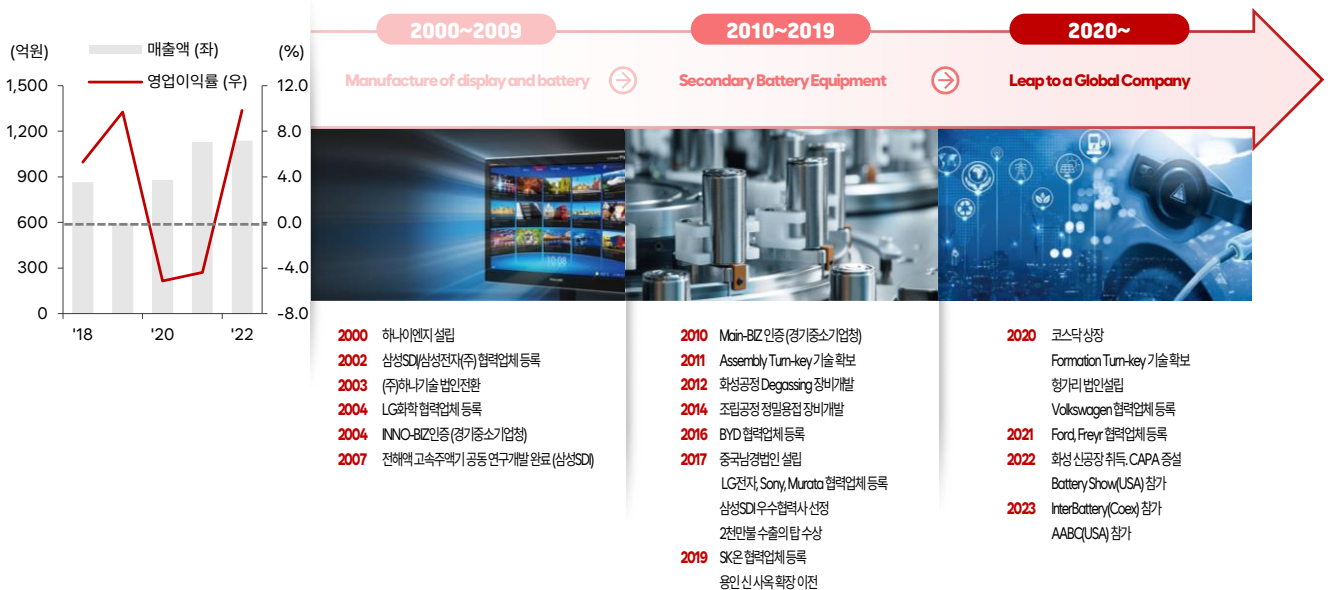 (억원)
매출액 (좌)
(%)
영업이익률 (우)
1,500
1,200
900
600
300
0
12.0
8.0
4.0
0.0
-4.0
-8.0
'18
'20
'22
2000~2009
2010~2019
2020~
Manufacture of display and battery
Secondary Battery Equipment
Leap to a Global Company
10:08
2000 하나이엔지 설립
2002 삼성SDI/삼성전자(주) 협력업체 등록
2003 (주)하나기술 법인전환
2004 LG화학 협력업체 등록
2004 INNO-BIZ인증 (경기중소기업청)
2007 전해액 고속주액기 공동 연구개발 완료 (삼성SDI)
2010 Main-BIZ 인증 (경기중소기업청)
2011 Assembly Turn-key 기술 확보
2012 화성공정 Degassing 장비개발
2014 조립공정 정밀용접 장비개발
2016 BYD 협력업체 등록
2017 중국남경법인 설립
LG전자, Sony, Murata 협력업체 등록
삼성SDI 우수협력사 선정
2천만불 수출의 탑 수상
2019 SK온 협력업체 등록
용인 신 사옥 확장 이전
2020 코스닥 상장
Formation Turn-key 기술 확보
헝가리 법인설립
Volkswagen 협력업체 등록
2021 Ford, Freyr 협력업체 등록
2022 화성 신공장 취득. CAPA 증설
Battery Show(USA) 참가
2023 InterBattery(Coex) 참가
AABC(USA) 참가